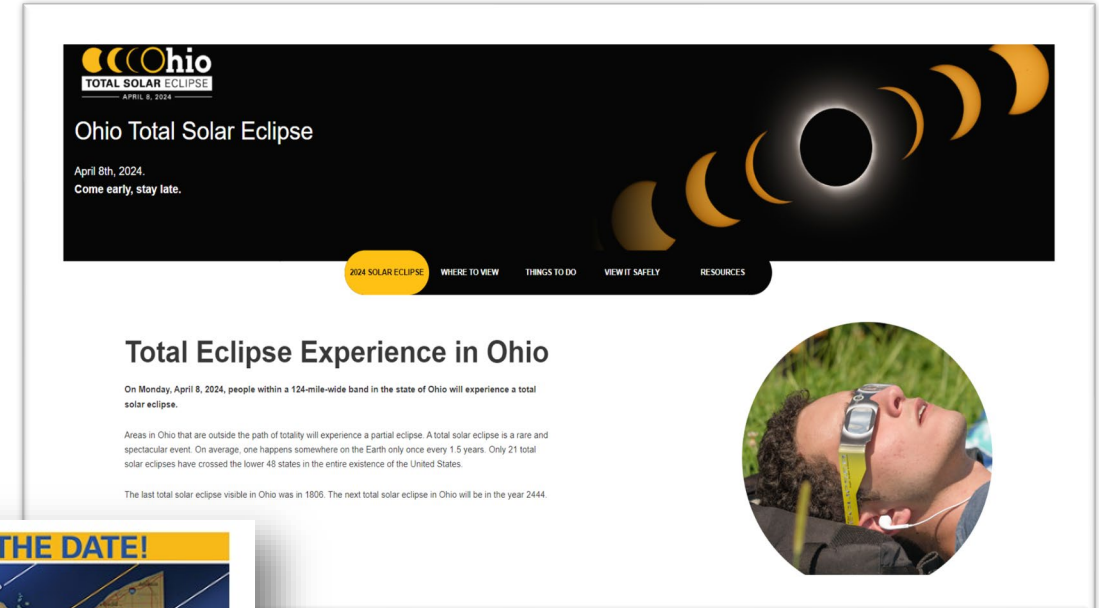 Ohio
TOTAL SOLAR ECLIPSE
APRIL 8, 2024
Ohio Total Solar Eclipse
April 8th, 2024.
Come early, stay late.
2024 SOLAR ECLIPSE WHERE TO VIEW THINGS TO DO VIEW IT SAFELY RESOURCES
Total Eclipse Experience in Ohio
On Monday, April 8, 2024, people within a 124-mile-wide band in the state of Ohio will experience a total
solar eclipse.
Areas in Ohio that are outside the path of totality will experience a partial eclipse. A total solar eclipse is a rare and
spectacular event. On average, one happens somewhere on the Earth only once every 1.5 years. Only 21 total
solar eclipses have crossed the lower 48 states in the entire existence of the United States.
The last total solar eclipse visible in Ohio was in 1806. The next total solar eclipse in Ohio will be in the year 2444.
THE DATE!